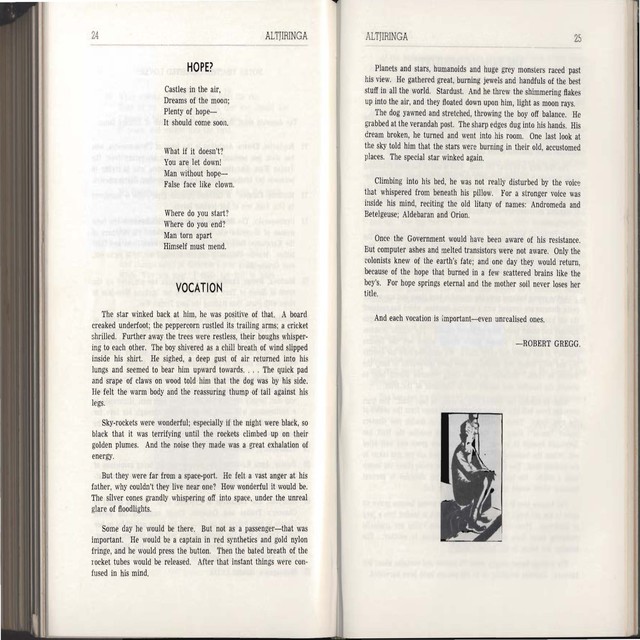 24
ALTJIRINGA
HOPE?
Castles in the air,
Dreams of the moon;
Plenty of hope—
It should come soon.
What if it doesn't?
You are let down!
Man without hope—
False face like clown.
Where do you start?
Where do you end?
Man torn apart
Himself must mend.
VOCATION
The star winked back at him, he was positive of that. A board
creaked underfoot; the peppercorn rustled its trailing arms; a cricket
shrilled. Further away the trees were restless, their boughs whisper-
ing to each other. The boy shivered as a chill breath of wind slipped
inside his shirt. He sighed, a deep gust of air returned into his
lungs and seemed to bear him upward towards. . . . The quick pad
and srape of claws on wood told him that the dog was by his side.
He felt the warm body and the reassuring thump of tail against his
legs.
Sky-rockets were wonderful; especially if the night were black, so
black that it was terrifying until the rockets climbed up on their
golden plumes. And the noise they made was a great exhalation of
energy.
But they were far from a space-port. He felt a vast anger at his
father, why couldn't they live near one? How wonderful it would be.
The silver cones grandly whispering off into space, under the unreal
glare of floodlights.
Some day he would be there. But not as a passenger—that was
important. He would be a captain in red synthetics and gold nylon
fringe, and he would press the button. Then the bated breath of the
rocket tubes would be released. After that instant things were con-
fused in his mind.
ALTJIRINGA
25
Planets and stars, humanoids and huge grey monsters raced past
his view. He gathered great, burning jewels and handfuls of the best
stuff in all the world. Stardust. And he threw the shimmering flakes
up into the air, and they floated down upon him, light as moon rays.
The dog yawned and stretched, throwing the boy off balance. He
grabbed at the verandah post. The sharp edges dug into his hands. His
dream broken, he turned and went into his room. One last look at
the sky told him that the stars were burning in their old, accustomed
places. The special star winked again.
Climbing into his bed, he was not really disturbed by the voice
that whispered from beneath his pillow. For a stronger voice was
inside his mind, reciting the old litany of names: Andromeda and
Betelgeuse; Aldebaran and Orion.
Once the Government would have been aware of his resistance.
But computer ashes and melted transistors were not aware. Only the
colonists knew of the earth's fate; and one day they would return,
because of the hope that burned in a few scattered brains like the
boy's. For hope springs eternal and the mother soil never loses her
title.
And each vocation is important—even unrealised ones.
—ROBERT GREGG.